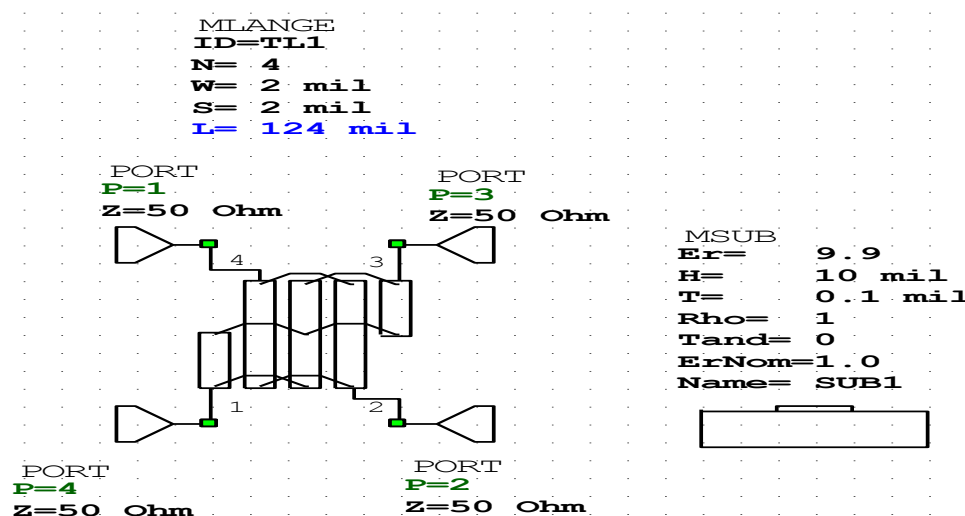 MLANGE
ID=TL1
N= 4
W= 2 mil
S= 2 mil
L= 124 mil
PORT
P=1
Z=50 Ohm
PORT
P=3
Z=50 Ohm
4
3
1
2
MSUB
Er= 9.9
H= 10 mil
T= 0.1 mil
Rho= 1
Tand= 0
ErNom=1.0
Name= SUB1
PORT
P=4
Z=50 Ohm
PORT
P=2
Z=50 Ohm